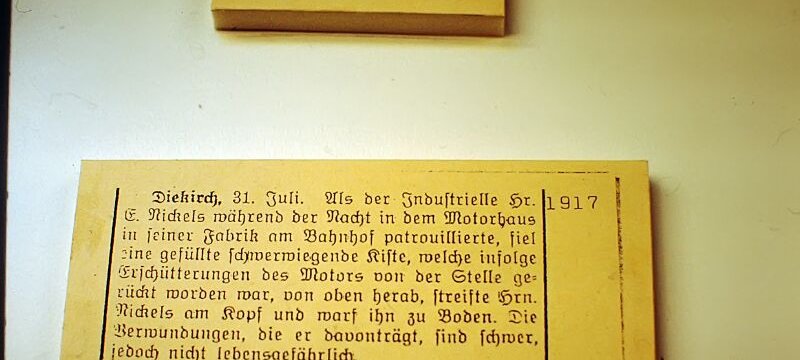 Diekirch, 31. Juli. Als der Industrielle Hr. 1917
E. Nickels während der Nacht in dem Motorhaus
in seiner Fabrik am Bahnhof patrouillierte, fiel
eine gefüllte schwerwiegende Kiste, welche infolge
Erschütterungen des Motors von der Stelle ge-
rückt worden war, von oben herab, streifte Hrn.
Nickels am Kopf und warf ihn zu Boden. Die
Verwundungen, die er davonträgt, sind schwer,
jedoch nicht lebensgefährlich.